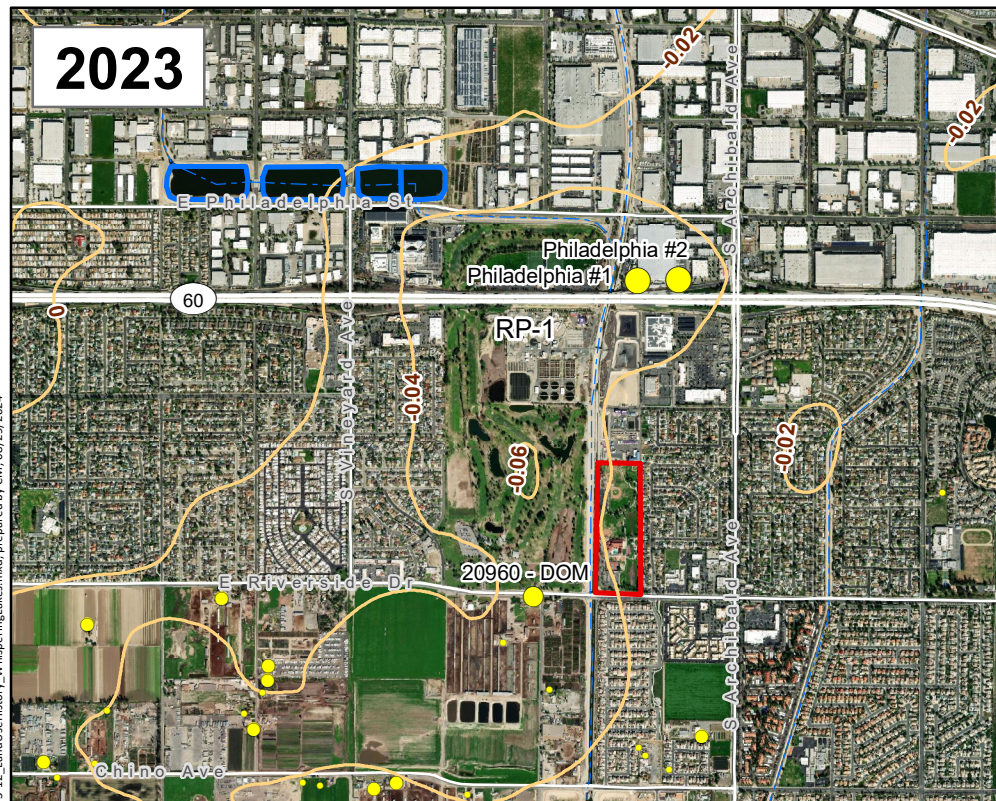 2023
-0.02
-0.02
S Archibald Ave
E Philadelphia St
Philadelphia #2
Philadelphia #1
60
0
RP-1
S Vineyard Ave
-0.04
-0.02
-0.06
20960 - DOM
E Riverside Dr
S Archibald Ave
Chino Ave